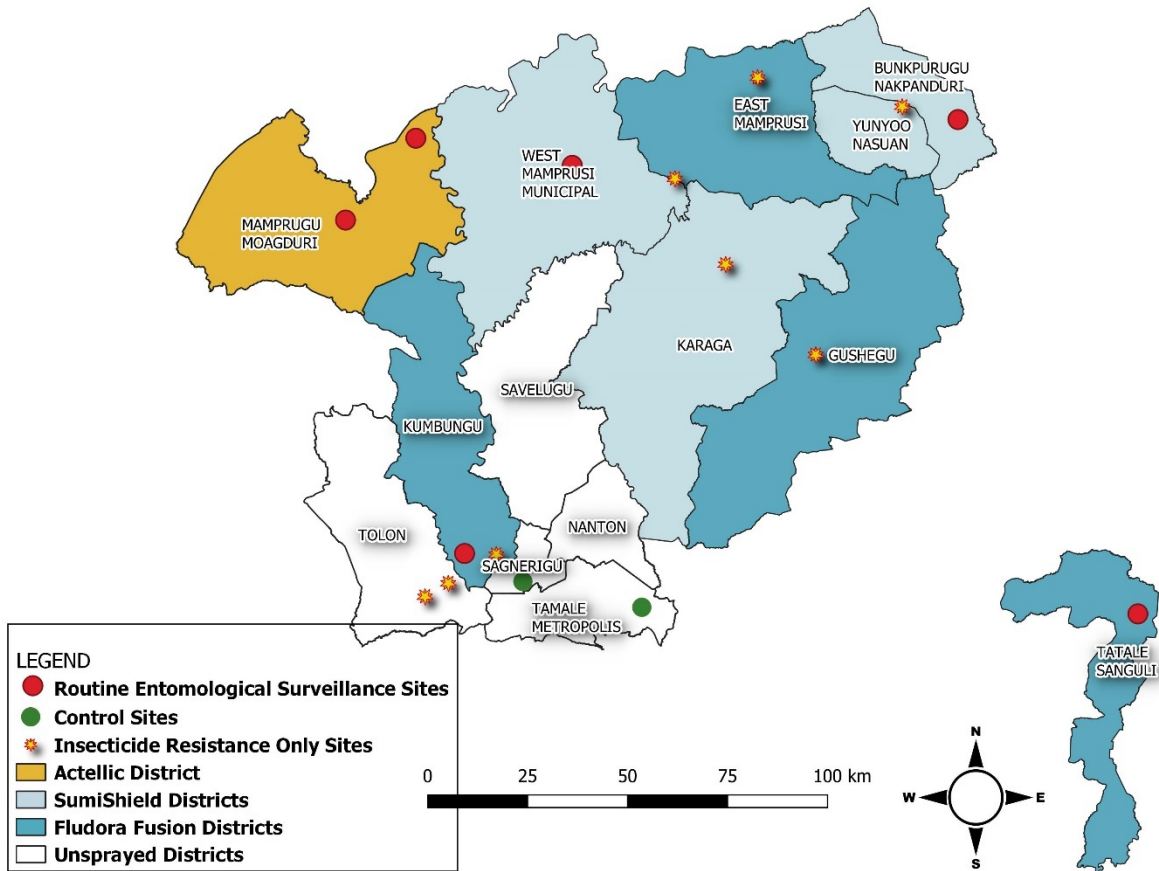 BUNKPURUGU
NAKPANDURI
EAST
MAMPRUSI
YUNYOO
NASUAN
WEST
MAMPRUSI
MUNICIPAL
MAMPRUGU
MOAGDURI
KARAGA
GUSHEGU
SAVELUGU
KUMBUNGU
TOLON
NANTON
SAGNERIGU
TAMALE
METROPOLIS
TATALE
SANGULI
LEGEND
Routine Entomological Surveillance Sites
Control Sites
Insecticide Resistance Only Sites
Actellic District
SumiShield Districts
Fludora Fusion Districts
Unsprayed Districts
0 25 50 75 100 km
N
W E
S